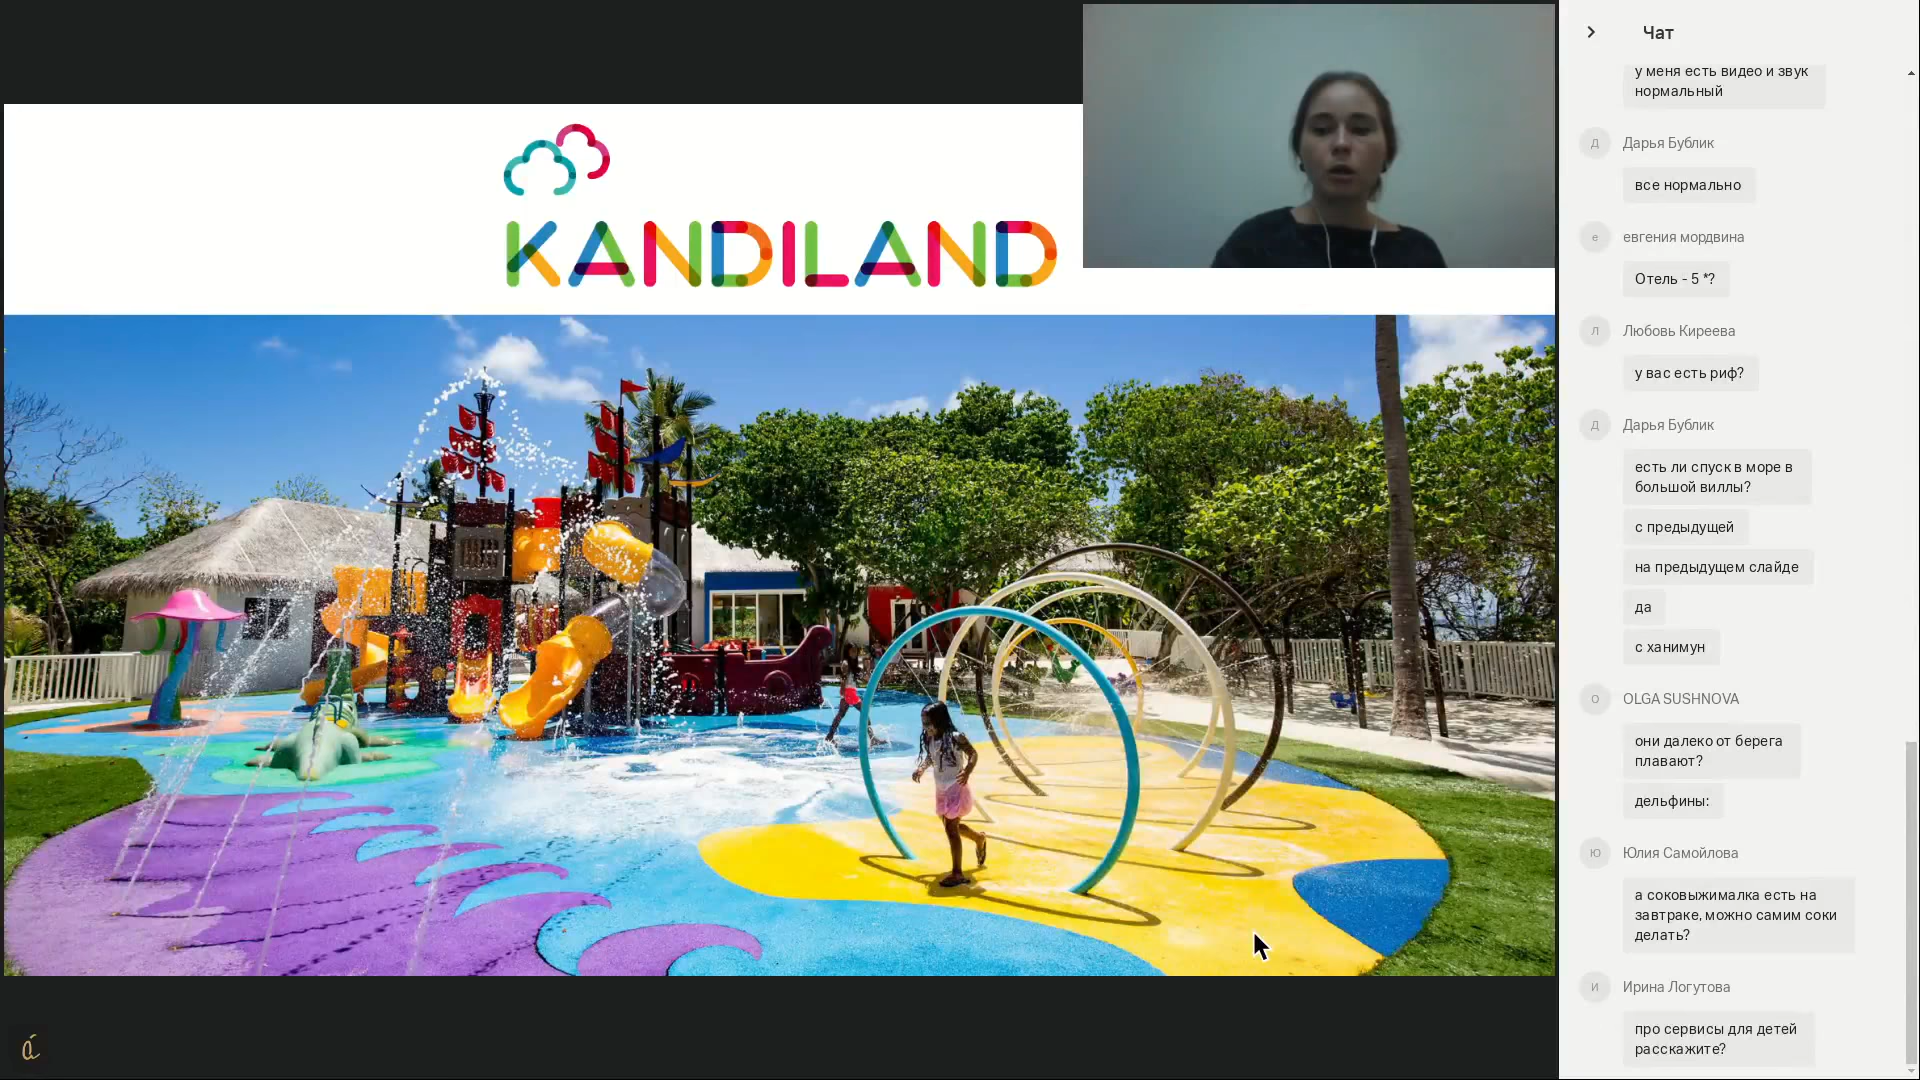 KANDILAND
á
Чат
у меня есть видео и звук
нормальный
Д
Дарья Бублик
все нормально
е
евгения мордвина
Отель - 5 *?
Л
Любовь Киреева
у вас есть риф?
Д
Дарья Бублик
есть ли спуск в море в
большой виллы?
с предыдущей
на предыдущем слайде
да
с ханимун
O
OLGA SUSHNOVA
они далеко от берега
плавают?
дельфины:
Ю
Юлия Самойлова
а соковыжималка есть на
завтраке, можно самим соки
делать?
И
Ирина Логутова
про сервисы для детей
расскажите?